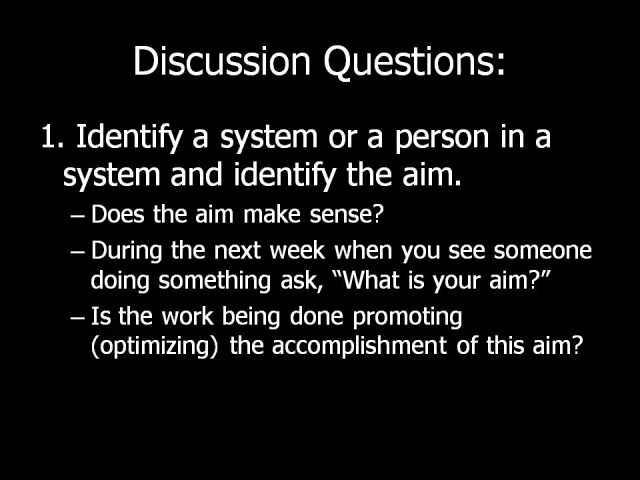 Discussion Questions:
1. Identify a system or a person in a
system and identify the aim.
– Does the aim make sense?
– During the next week when you see someone
doing something ask, “What is your aim?”
– Is the work being done promoting
(optimizing) the accomplishment of this aim?